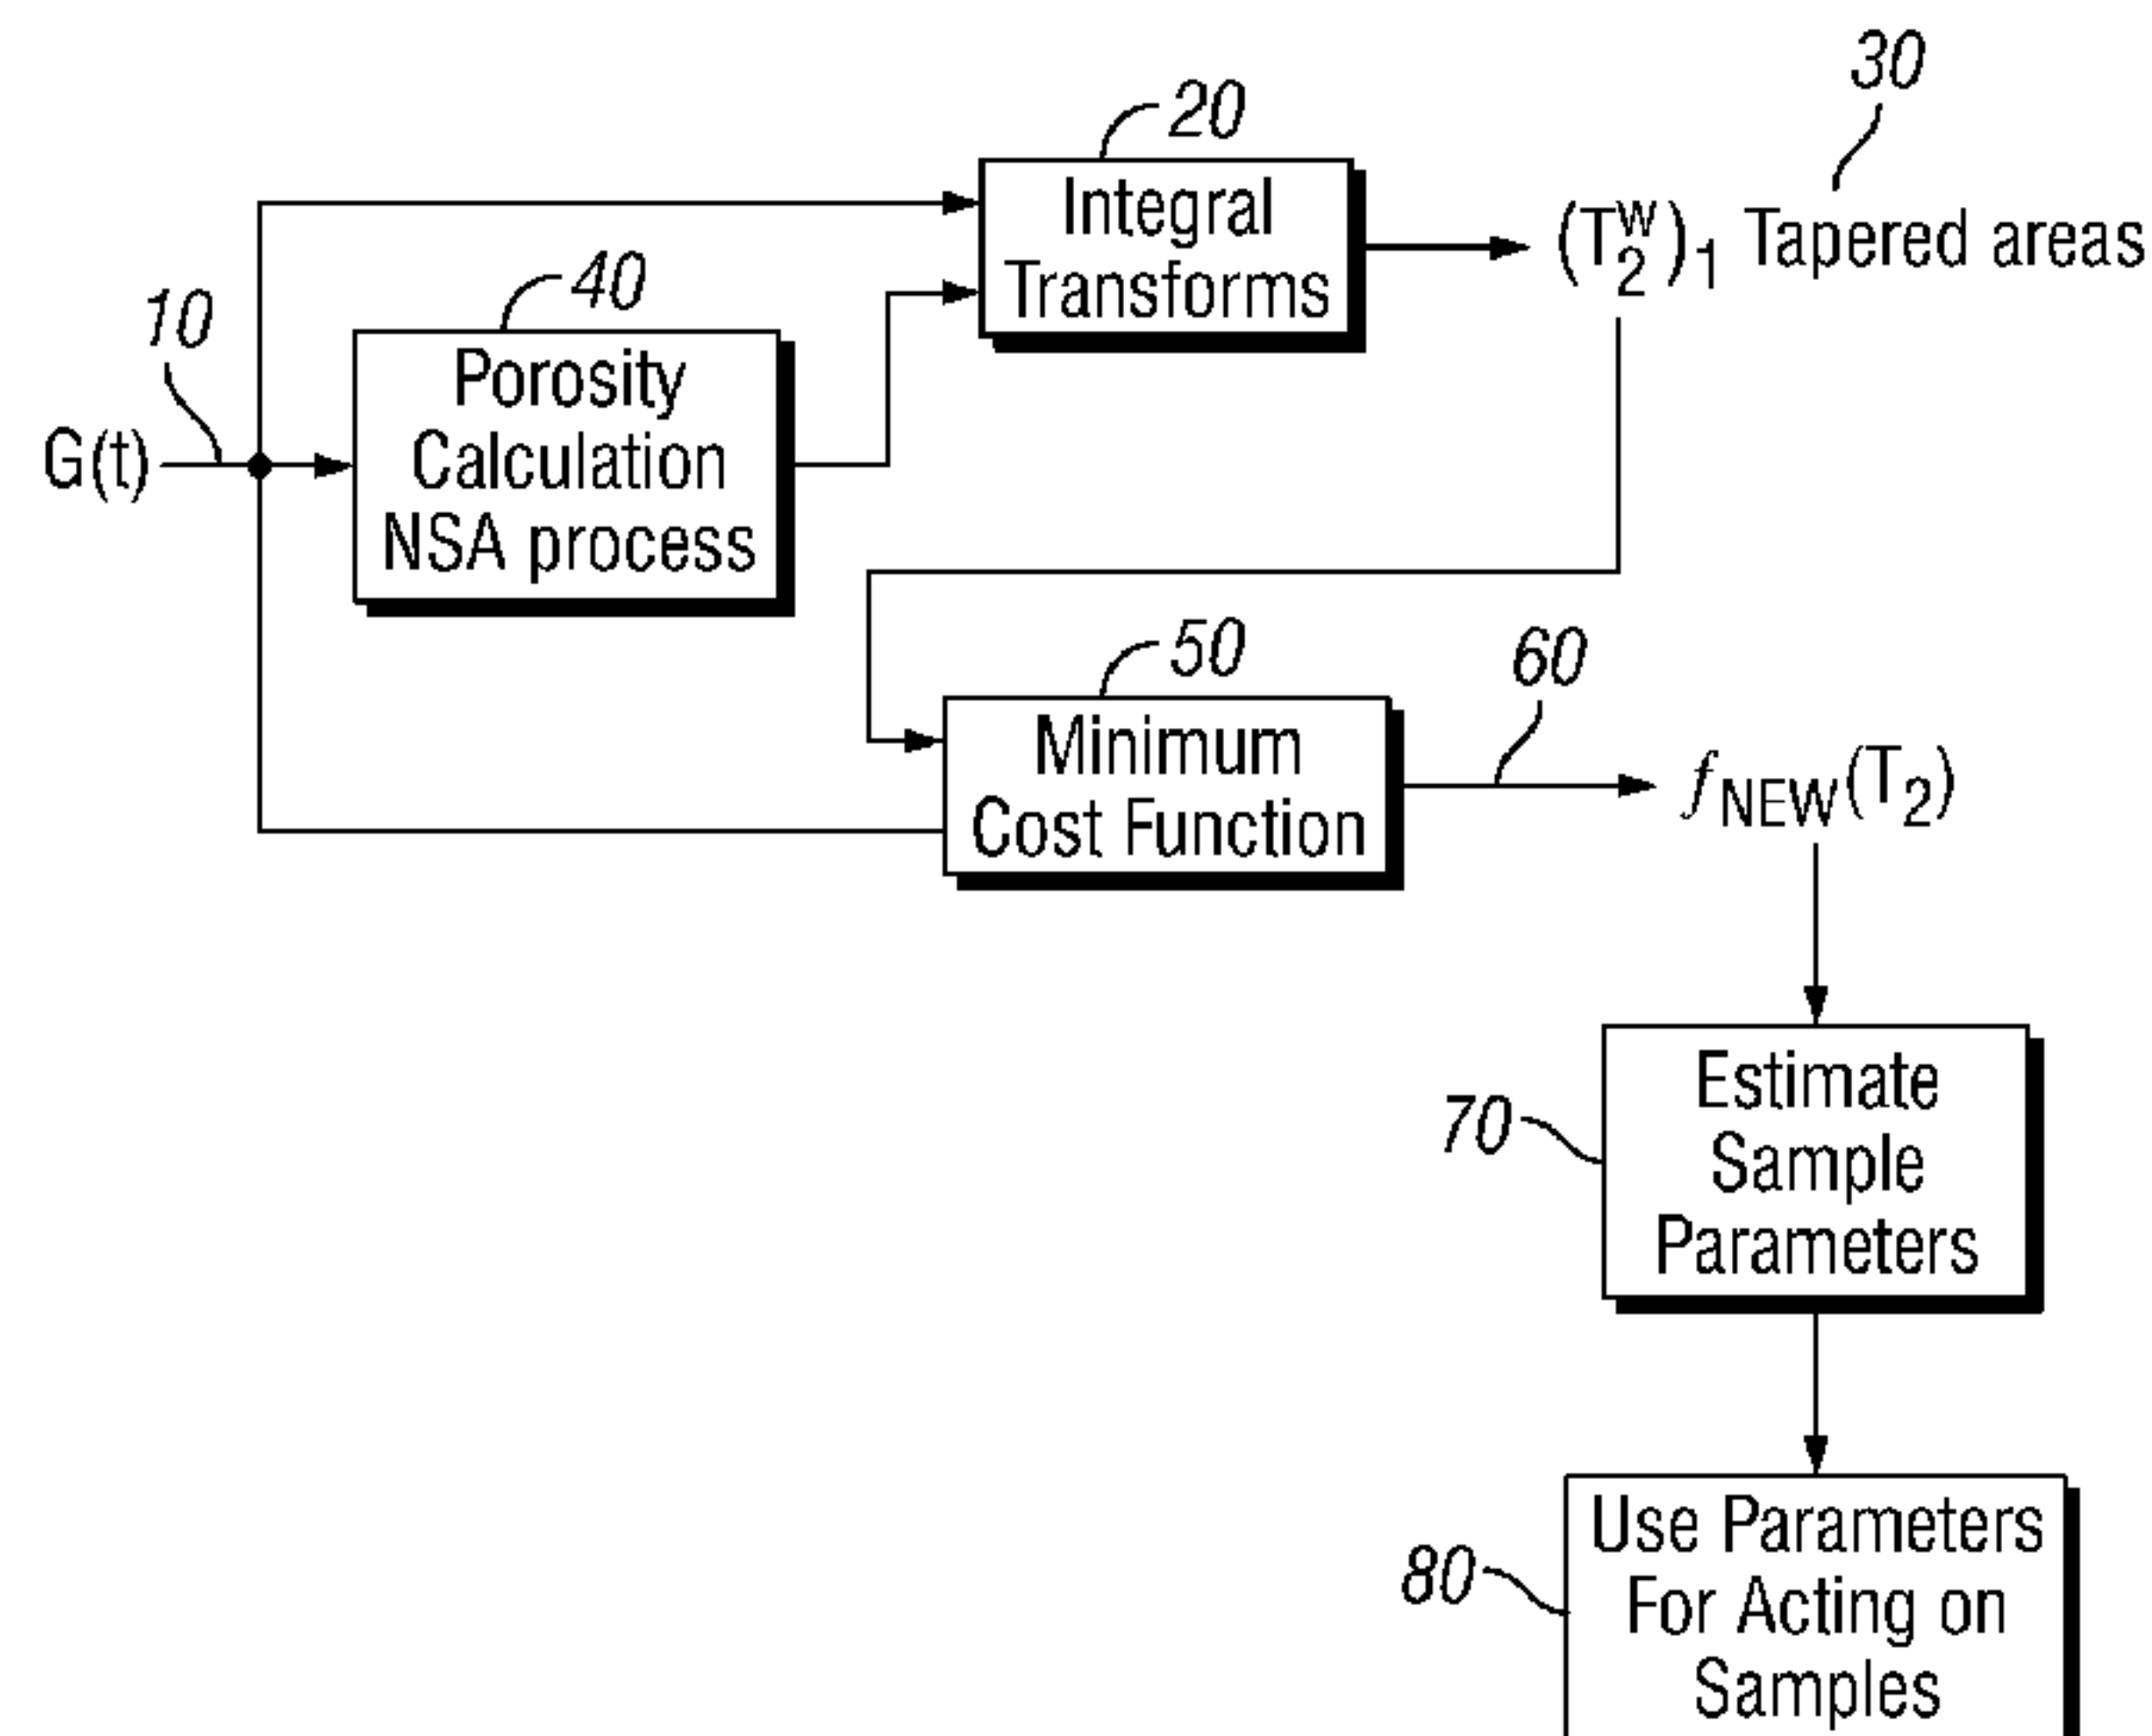 30
20
Integral
Transforms
(T₂ʷ)₁ Tapered areas
40
10
Porosity
Calculation
NSA process
G(t)
50
60
Minimum
Cost Function
f NEW(T₂)
70
Estimate
Sample
Parameters
80
Use Parameters
For Acting on
Samples